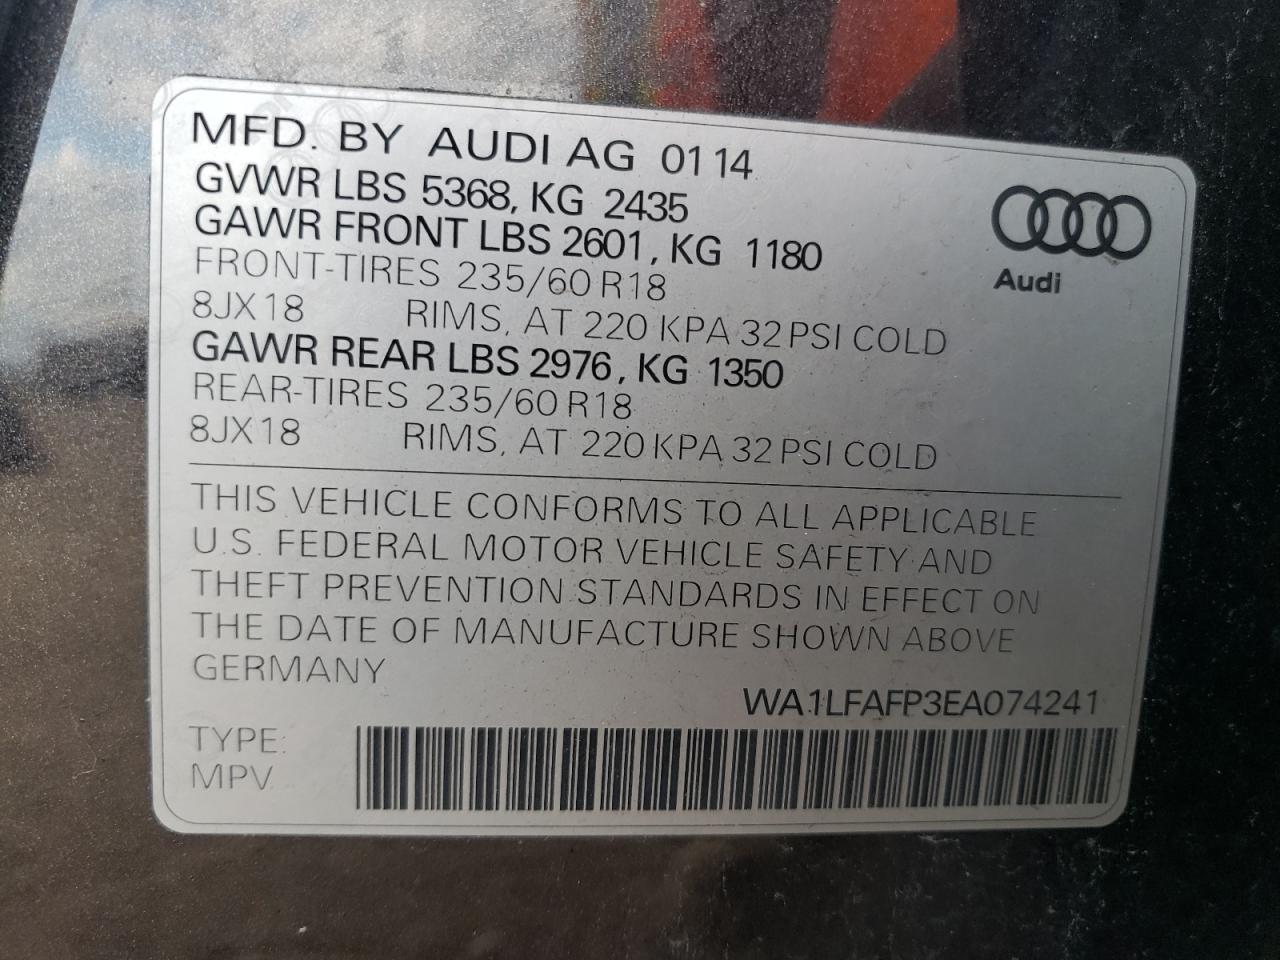 MFD. BY AUDI AG 01 14
GVWR LBS 5368, KG 2435
GAWR FRONT LBS 2601, KG 1180
FRONT-TIRES 235/60 R18
8JX18 RIMS, AT 220 KPA 32 PSI COLD
GAWR REAR LBS 2976, KG 1350
REAR-TIRES 235/60 R18
8JX18 RIMS, AT 220 KPA 32 PSI COLD
Audi
THIS VEHICLE CONFORMS TO ALL APPLICABLE
U.S. FEDERAL MOTOR VEHICLE SAFETY AND
THEFT PREVENTION STANDARDS IN EFFECT ON
THE DATE OF MANUFACTURE SHOWN ABOVE
GERMANY
WA1LFAFP3EA074241
TYPE:
MPV